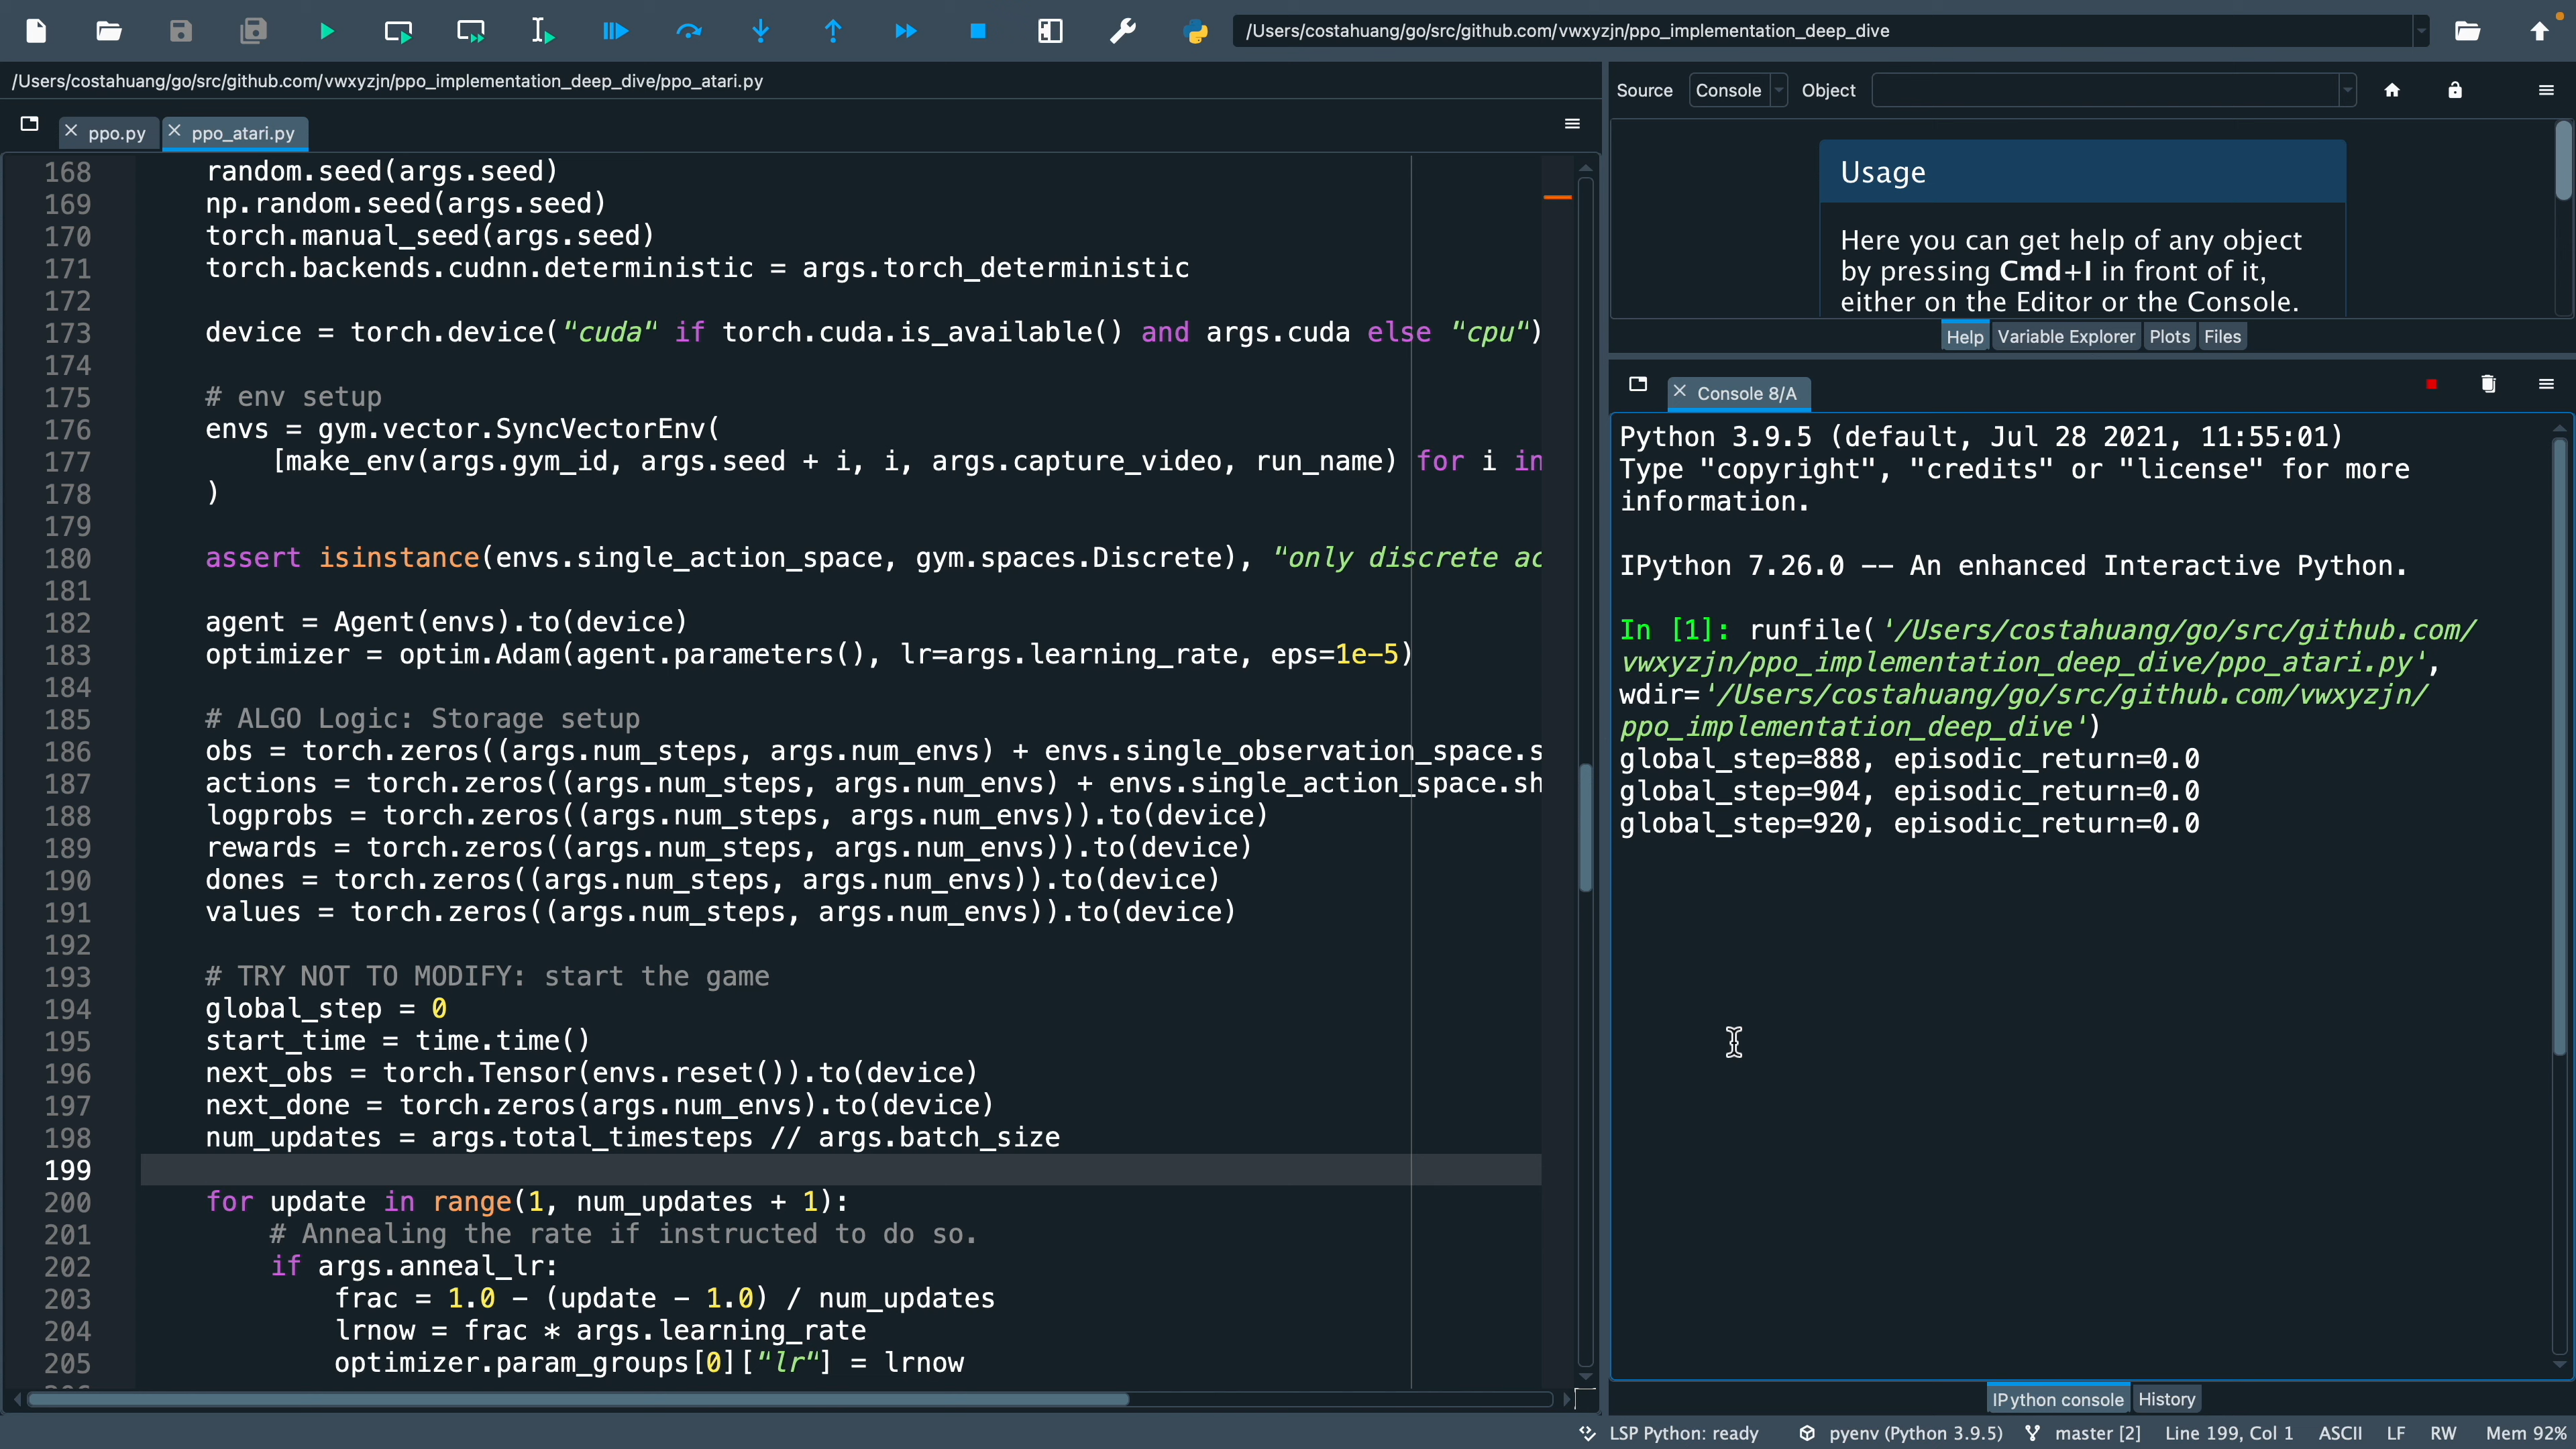 /Users/costahuang/go/src/github.com/vwxyzjn/ppo_implementation_deep_dive
/Users/costahuang/go/src/github.com/vwxyzjn/ppo_implementation_deep_dive/ppo_atari.py
ppo.py
ppo_atari.py
168 random.seed(args.seed)
169 np.random.seed(args.seed)
170 torch.manual_seed(args.seed)
171 torch.backends.cudnn.deterministic = args.torch_deterministic
172
173 device = torch.device("cuda" if torch.cuda.is_available() and args.cuda else "cpu")
174
175 # env setup
176 envs = gym.vector.SyncVectorEnv(
177 [make_env(args.gym_id, args.seed + i, i, args.capture_video, run_name) for i in
178 )
179
180 assert isinstance(envs.single_action_space, gym.spaces.Discrete), "only discrete ac
181
182 agent = Agent(envs).to(device)
183 optimizer = optim.Adam(agent.parameters(), lr=args.learning_rate, eps=1e-5)
184
185 # ALGO Logic: Storage setup
186 obs = torch.zeros((args.num_steps, args.num_envs) + envs.single_observation_space.s
187 actions = torch.zeros((args.num_steps, args.num_envs) + envs.single_action_space.sh
188 logprobs = torch.zeros((args.num_steps, args.num_envs)).to(device)
189 rewards = torch.zeros((args.num_steps, args.num_envs)).to(device)
190 dones = torch.zeros((args.num_steps, args.num_envs)).to(device)
191 values = torch.zeros((args.num_steps, args.num_envs)).to(device)
192
193 # TRY NOT TO MODIFY: start the game
194 global_step = 0
195 start_time = time.time()
196 next_obs = torch.Tensor(envs.reset()).to(device)
197 next_done = torch.zeros(args.num_envs).to(device)
198 num_updates = args.total_timesteps // args.batch_size
199
200 for update in range(1, num_updates + 1):
201 # Annealing the rate if instructed to do so.
202 if args.anneal_lr:
203 frac = 1.0 - (update - 1.0) / num_updates
204 lrnow = frac * args.learning_rate
205 optimizer.param_groups[0]["lr"] = lrnow
Source Console Object
Usage
Here you can get help of any object
by pressing Cmd+I in front of it,
either on the Editor or the Console.
Help Variable Explorer Plots Files
Console 8/A
Python 3.9.5 (default, Jul 28 2021, 11:55:01)
Type "copyright", "credits" or "license" for more
information.
IPython 7.26.0 -- An enhanced Interactive Python.
In [1]: runfile('/Users/costahuang/go/src/github.com/
vwxyzjn/ppo_implementation_deep_dive/ppo_atari.py',
wdir='/Users/costahuang/go/src/github.com/vwxyzjn/
ppo_implementation_deep_dive')
global_step=888, episodic_return=0.0
global_step=904, episodic_return=0.0
global_step=920, episodic_return=0.0
IPython console History
LSP Python: ready pyenv (Python 3.9.5) master [2] Line 199, Col 1 ASCII LF RW Mem 92%